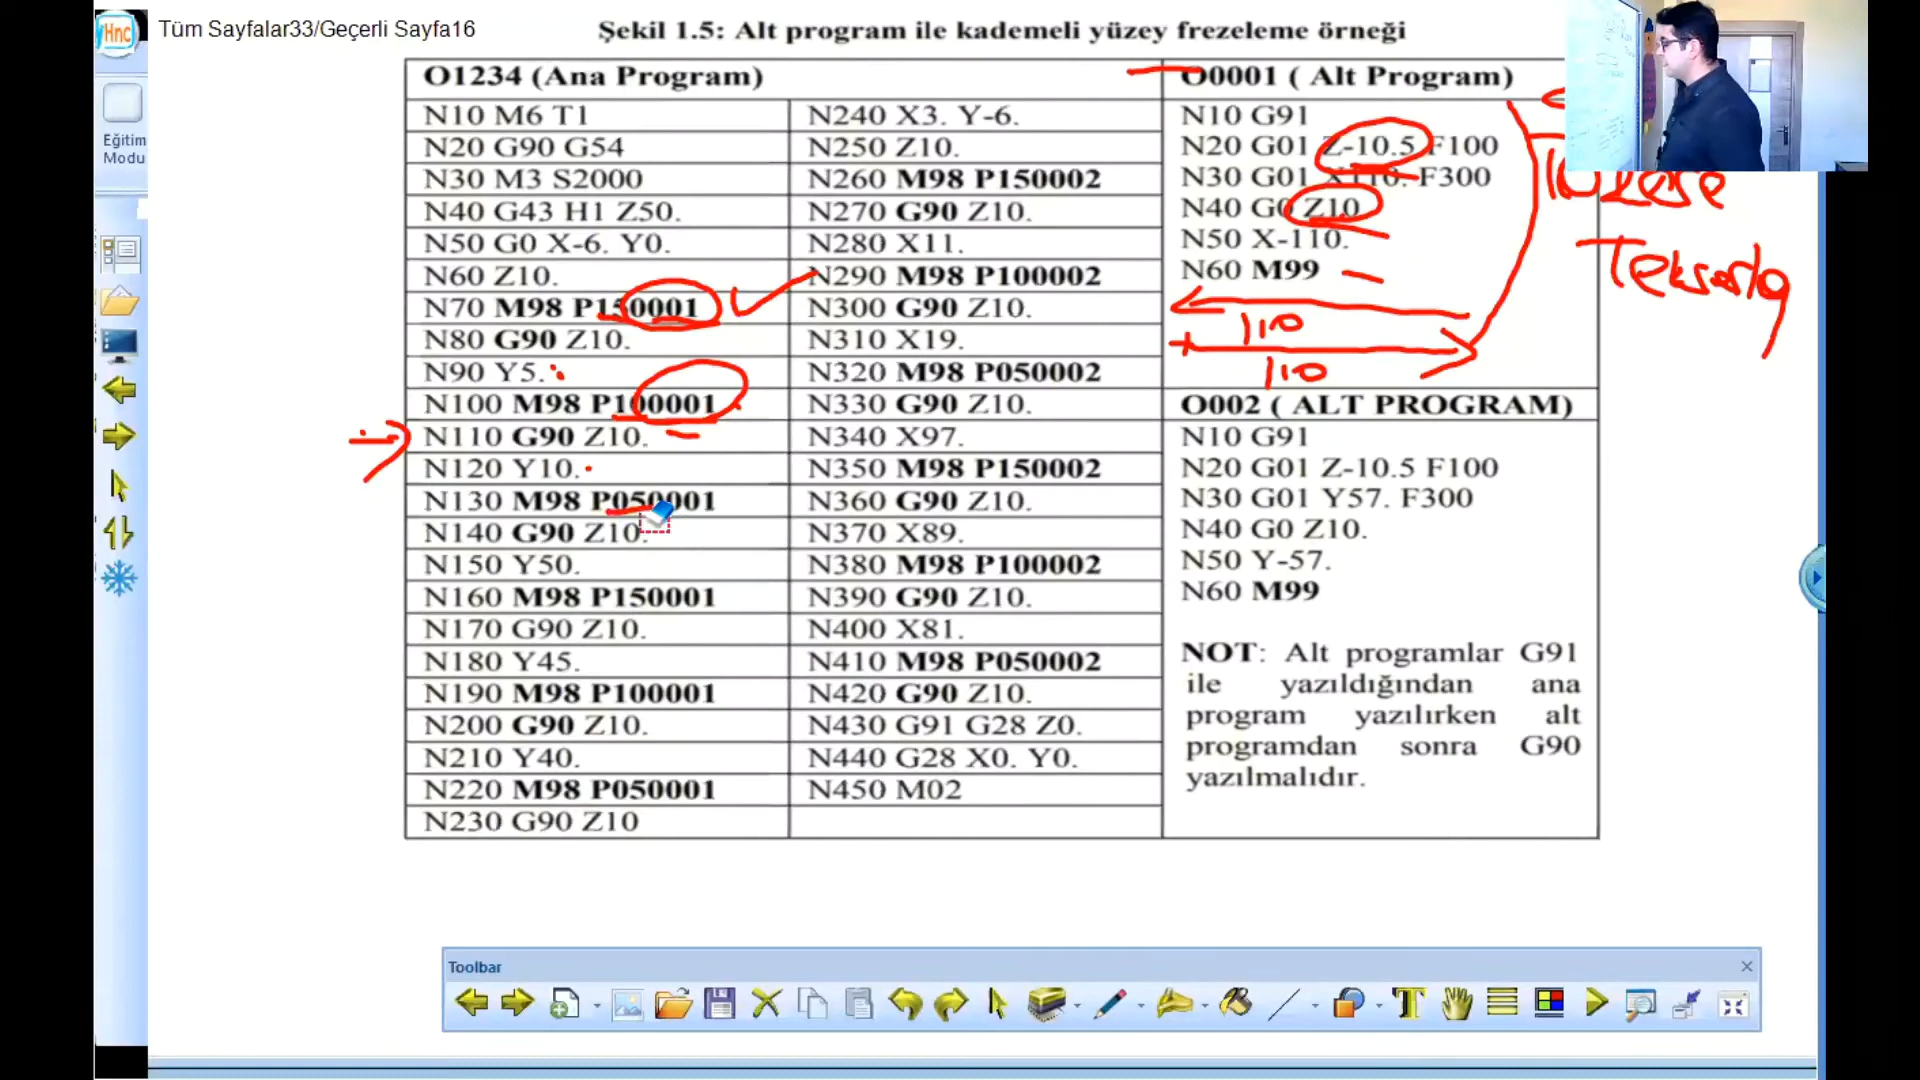 Hnc
Tüm Sayfalar33/Geçerli Sayfa16
Eğitim
Modu
Şekil 1.5: Alt program ile kademeli yüzey frezeleme örneği
O1234 (Ana Program)
N10 M6 T1
N20 G90 G54
N30 M3 S2000
N40 G43 H1 Z50.
N50 G0 X-6. Y0.
N60 Z10.
N70 M98 P150001
N80 G90 Z10.
N90 Y5.
N100 M98 P100001
N110 G90 Z10.
N120 Y10.
N130 M98 P050001
N140 G90 Z10.
N150 Y50.
N160 M98 P150001
N170 G90 Z10.
N180 Y45.
N190 M98 P100001
N200 G90 Z10.
N210 Y40.
N220 M98 P050001
N230 G90 Z10
N240 X3. Y-6.
N250 Z10.
N260 M98 P150002
N270 G90 Z10.
N280 X11.
N290 M98 P100002
N300 G90 Z10.
N310 X19.
N320 M98 P050002
N330 G90 Z10.
N340 X97.
N350 M98 P150002
N360 G90 Z10.
N370 X89.
N380 M98 P100002
N390 G90 Z10.
N400 X81.
N410 M98 P050002
N420 G90 Z10.
N430 G91 G28 Z0.
N440 G28 X0. Y0.
N450 M02
O0001 ( Alt Program)
N10 G91
N20 G01 Z-10.5 F100
N30 G01 X110. F300
N40 G0 Z10
N50 X-110.
N60 M99
110
110
O002 ( ALT PROGRAM)
N10 G91
N20 G01 Z-10.5 F100
N30 G01 Y57. F300
N40 G0 Z10.
N50 Y-57.
N60 M99
NOT: Alt programlar G91
ile yazıldığından ana
program yazılırken alt
programdan sonra G90
yazılmalıdır.
Toolbar